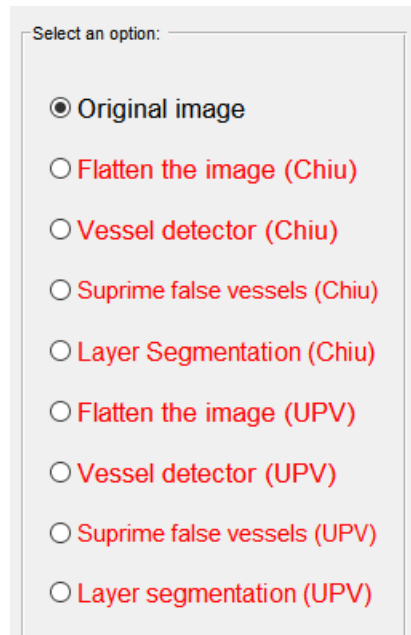 Select an option:
Original image
Flatten the image (Chiu)
Vessel detector (Chiu)
Suprime false vessels (Chiu)
Layer Segmentation (Chiu)
Flatten the image (UPV)
Vessel detector (UPV)
Suprime false vessels (UPV)
Layer segmentation (UPV)